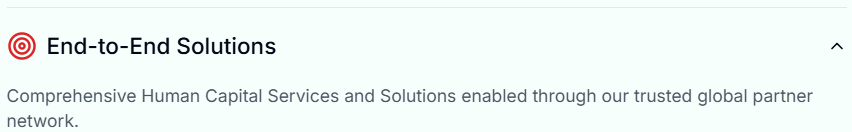 End-to-End Solutions
Comprehensive Human Capital Services and Solutions enabled through our trusted global partner
network.